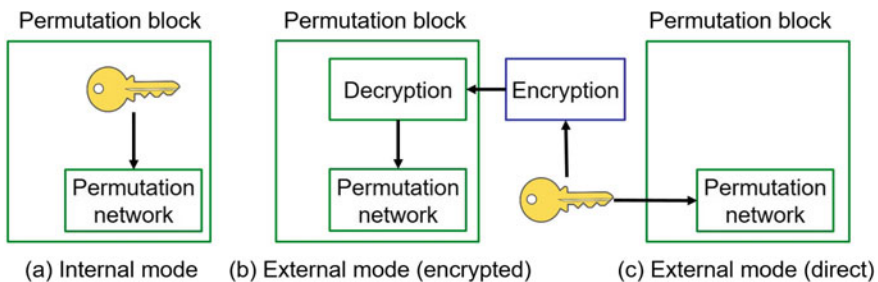 Permutation block
Permutation block
Permutation block
Decryption
Encryption
Permutation
network
Permutation
network
Permutation
network
(a) Internal mode
(b) External mode (encrypted)
(c) External mode (direct)